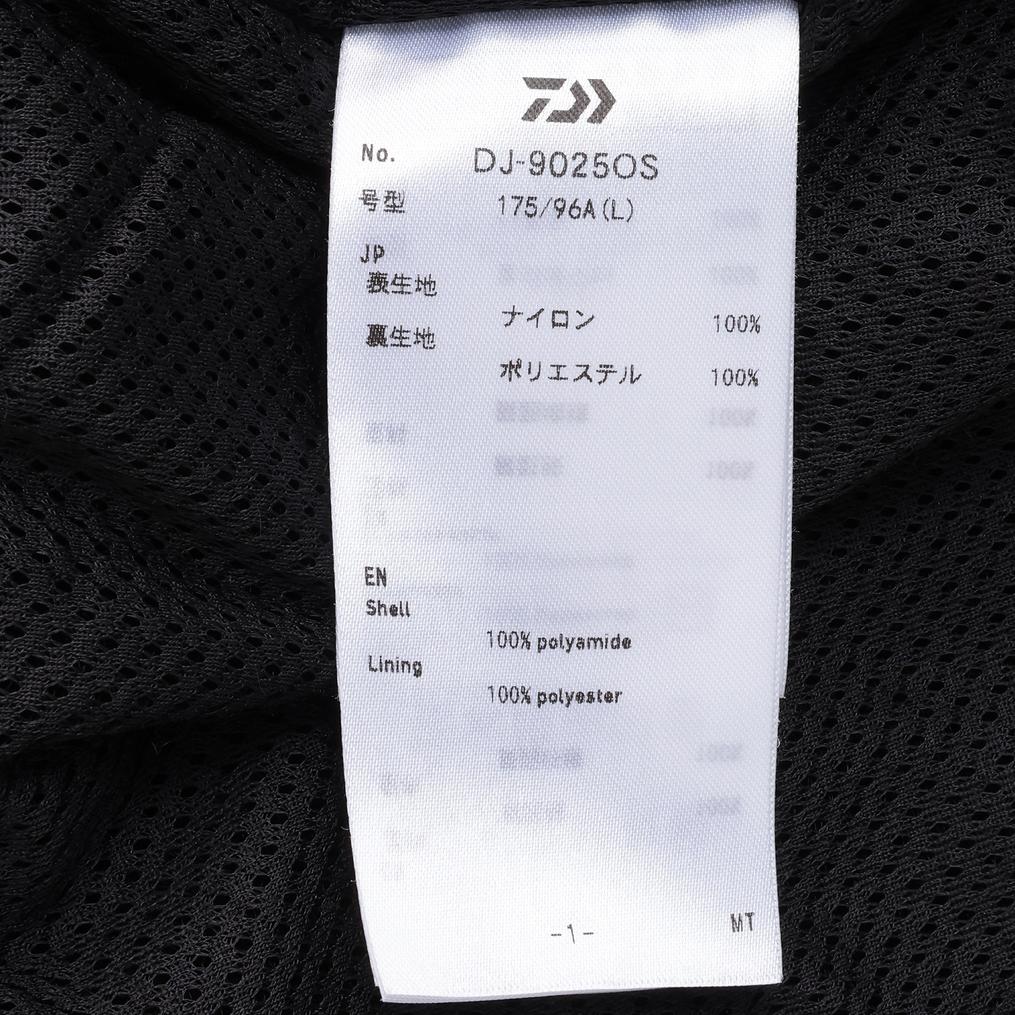 No. DJ-9025OS
号型 175/96A(L)
JP
表生地
ナイロン 100%
裏生地
ポリエステル 100%
EN
Shell
100% polyamide
Lining
100% polyester
-1- MT